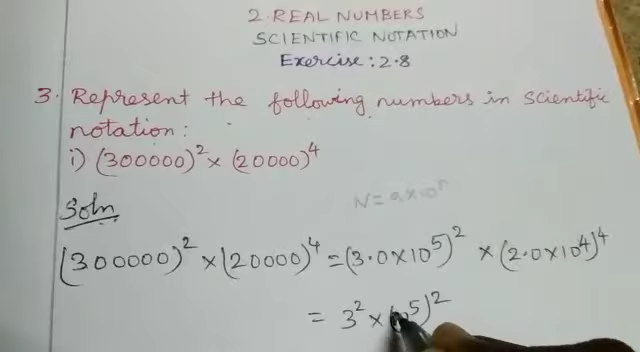 2. REAL NUMBERS
SCIENTIFIC NOTATION
Exercise: 2.8
3. Represent the following numbers in scientific
notation:
i) (300000)² × (20000)⁴
Soln
N = a×10ⁿ
(300000)² × (20000)⁴ = (3.0×10⁵)² × (2.0×10⁴)⁴
= 3² × (10⁵)²